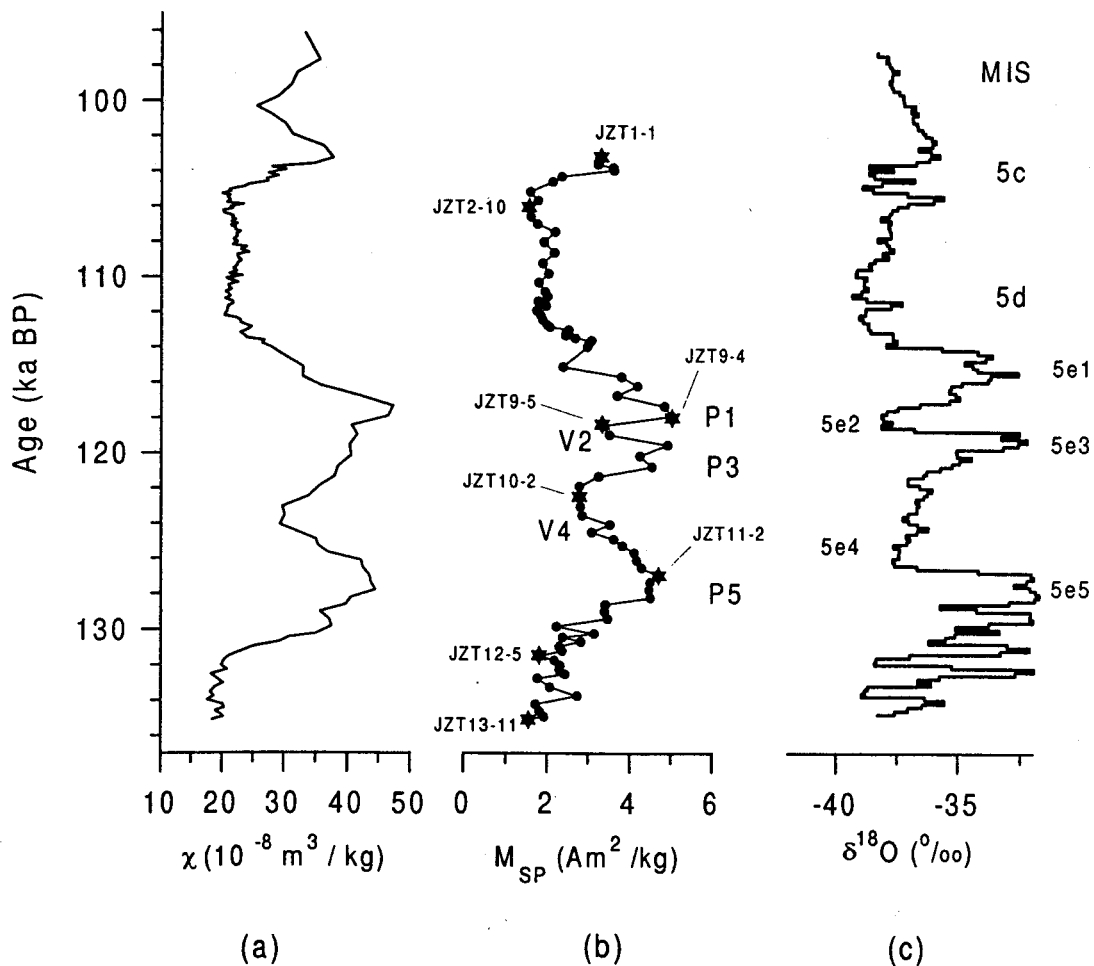 MIS
100
JZT1-1
5c
JZT2-10
110
5d
Age (ka BP)
JZT9-4
5e1
JZT9-5
P1
5e2
V2
5e3
120
P3
JZT10-2
V4
JZT11-2
5e4
P5
5e5
130
JZT12-5
JZT13-11
10 20 30 40 50
0 2 4 6
-40 -35
χ (10⁻⁸ m³ / kg)
M_SP (Am² /kg)
δ¹⁸O (⁰/₀₀)
(a) (b) (c)